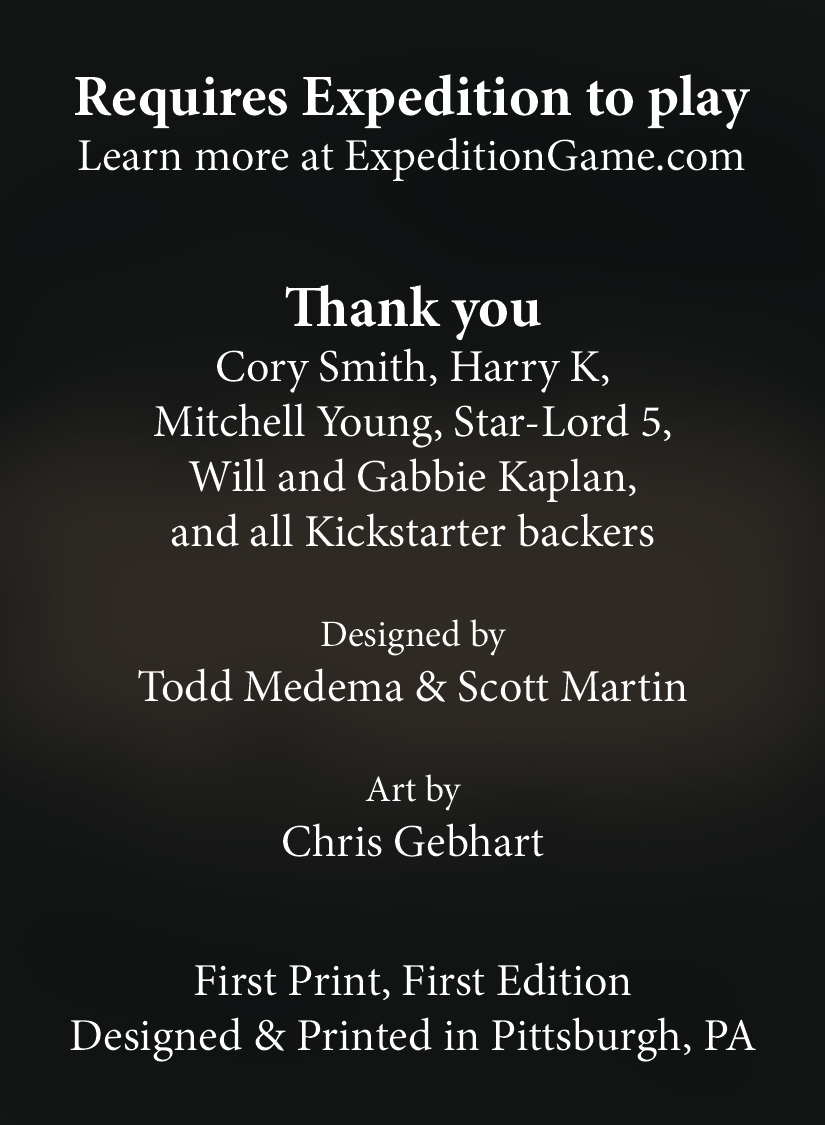 Requires Expedition to play
Learn more at ExpeditionGame.com
Thank you
Cory Smith, Harry K,
Mitchell Young, Star-Lord 5,
Will and Gabbie Kaplan,
and all Kickstarter backers
Designed by
Todd Medema & Scott Martin
Art by
Chris Gebhart
First Print, First Edition
Designed & Printed in Pittsburgh, PA